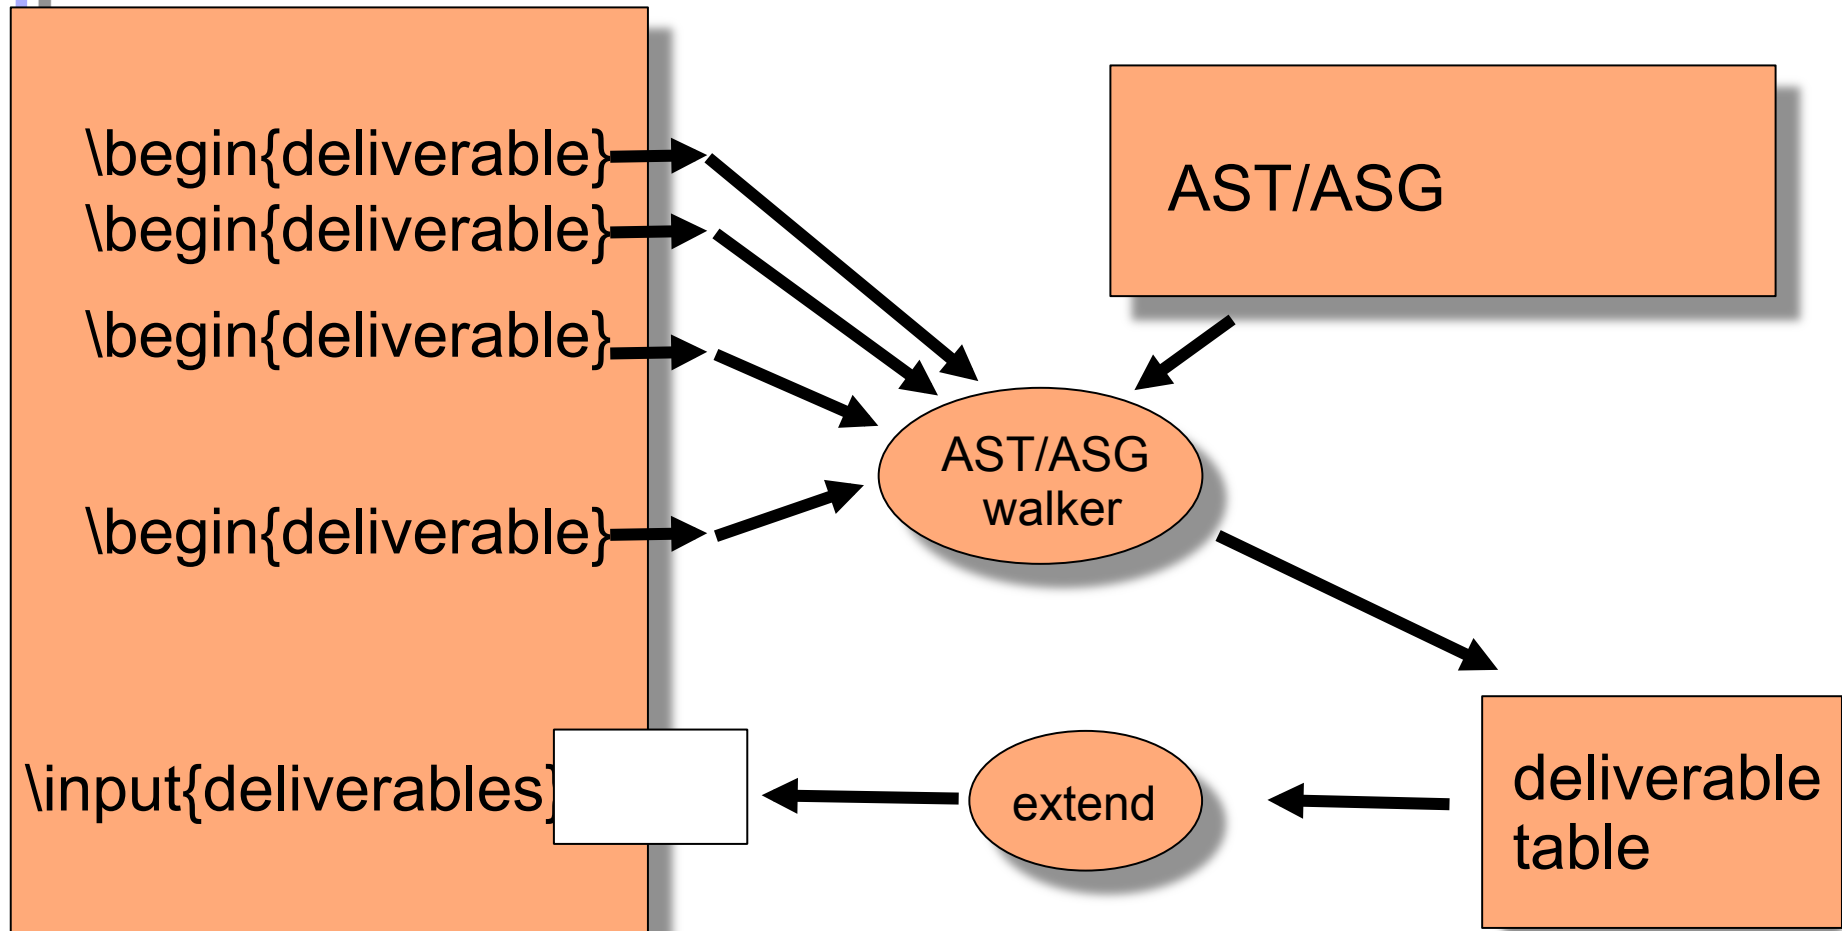 \begin{deliverable}
\begin{deliverable}
\begin{deliverable}
\begin{deliverable}
\input{deliverables}
AST/ASG
AST/ASG
walker
extend
deliverable
table